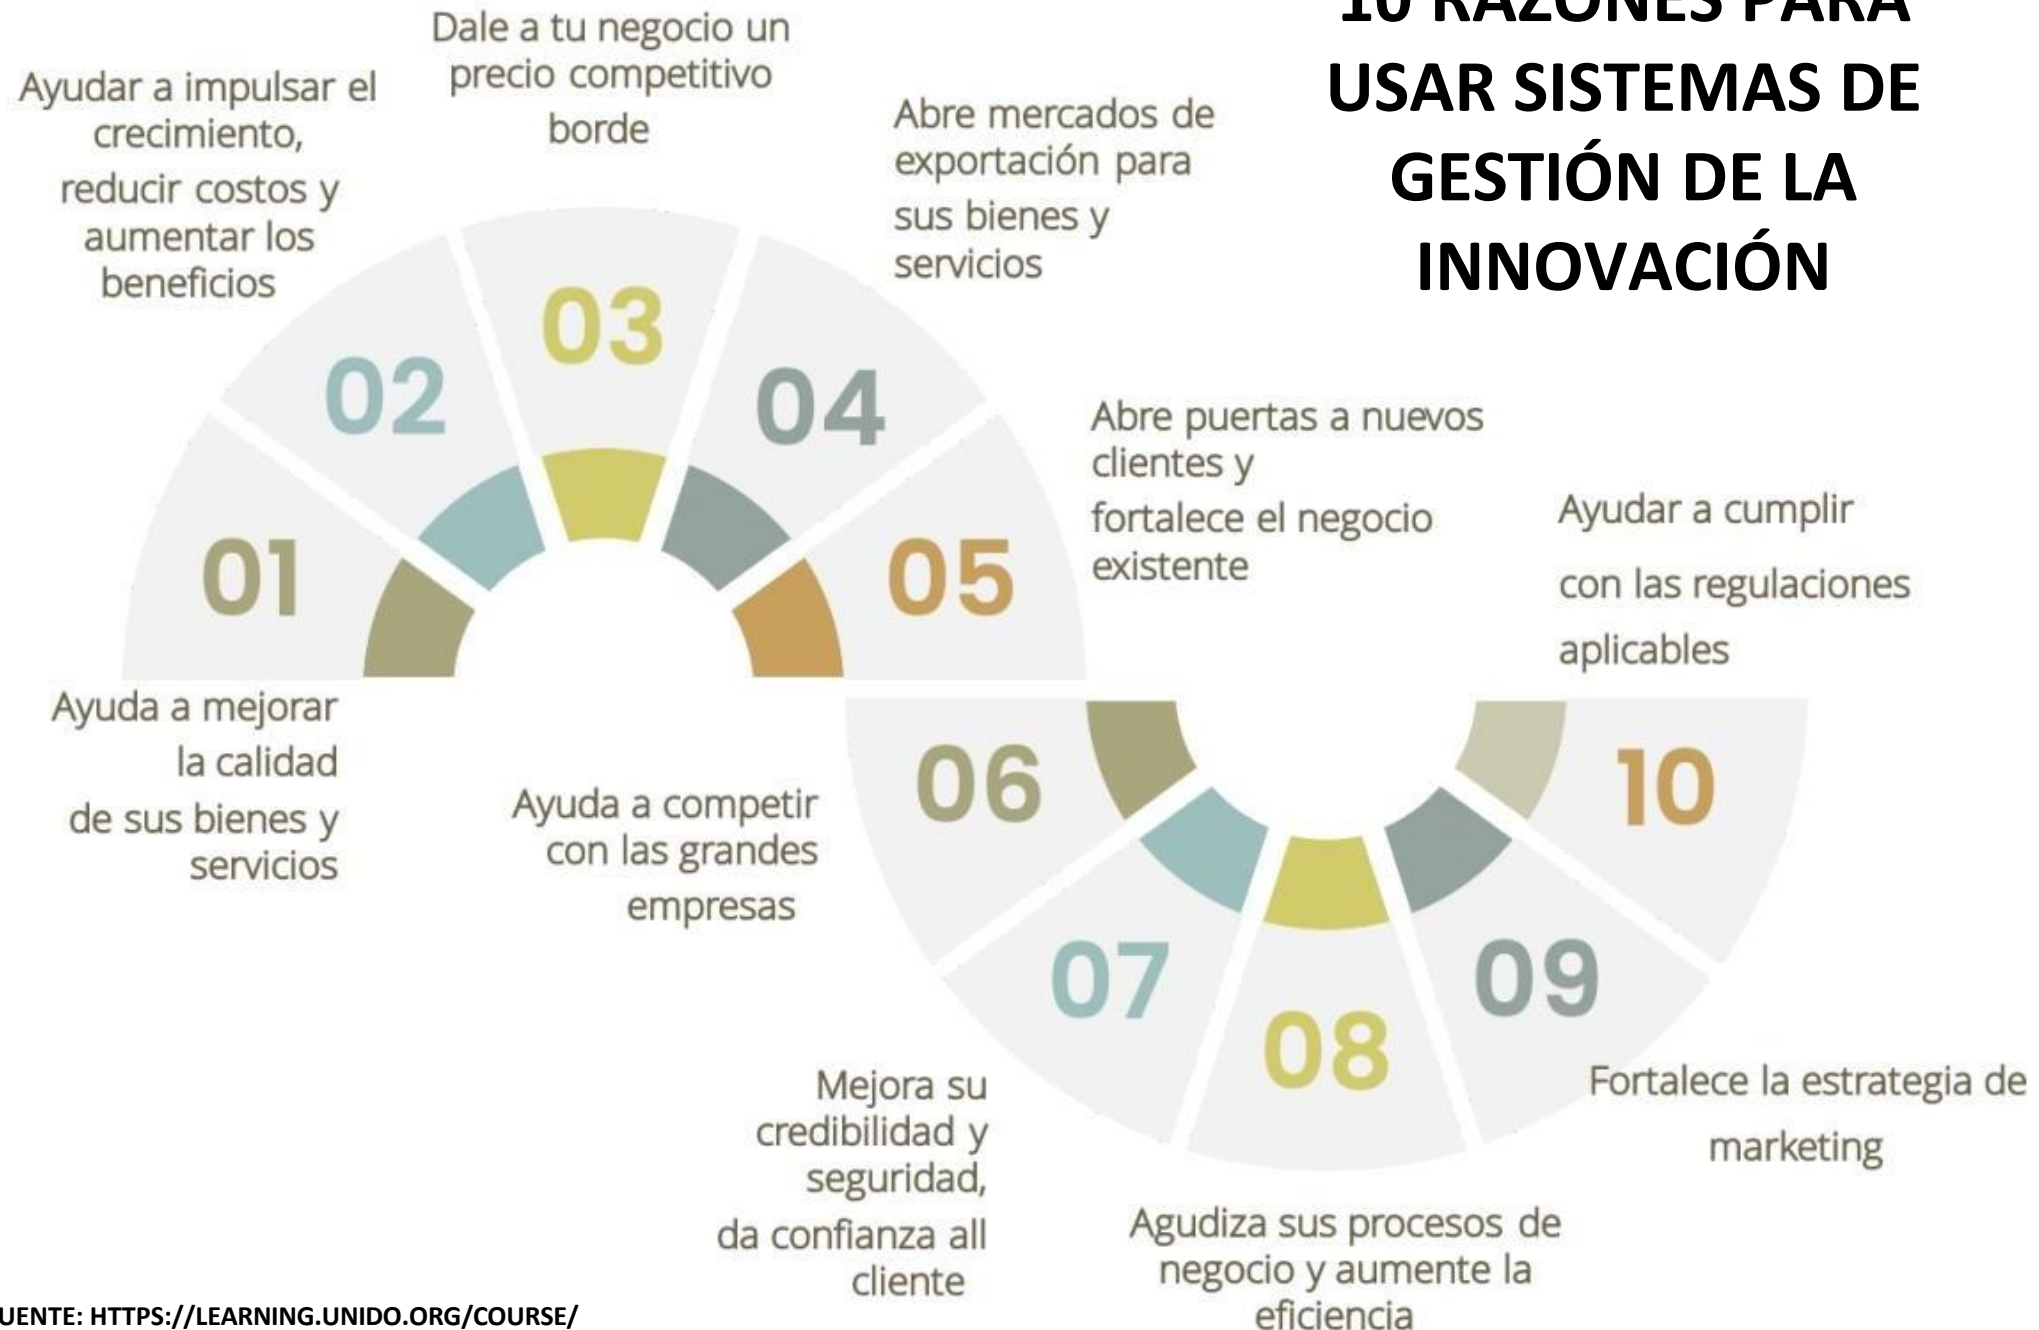 10 RAZONES PARA
USAR SISTEMAS DE
GESTIÓN DE LA
INNOVACIÓN
01
Ayuda a mejorar
la calidad
de sus bienes y
servicios
02
Ayudar a impulsar el
crecimiento,
reducir costos y
aumentar los
beneficios
03
Dale a tu negocio un
precio competitivo
borde
04
Abre mercados de
exportación para
sus bienes y
servicios
05
Abre puertas a nuevos
clientes y
fortalece el negocio
existente
06
Ayuda a competir
con las grandes
empresas
07
Mejora su
credibilidad y
seguridad,
da confianza all
cliente
08
Agudiza sus procesos de
negocio y aumente la
eficiencia
09
Fortalece la estrategia de
marketing
10
Ayudar a cumplir
con las regulaciones
aplicables
UENTE: HTTPS://LEARNING.UNIDO.ORG/COURSE/